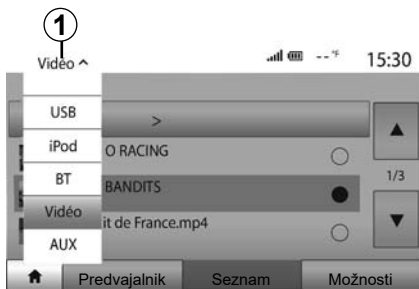 1
Vidéo
--°F 15:30
USB
>
iPod
O RACING
BT
BANDITS
1/3
Vidéo
it de France.mp4
AUX
Predvajalnik Seznam Možnosti